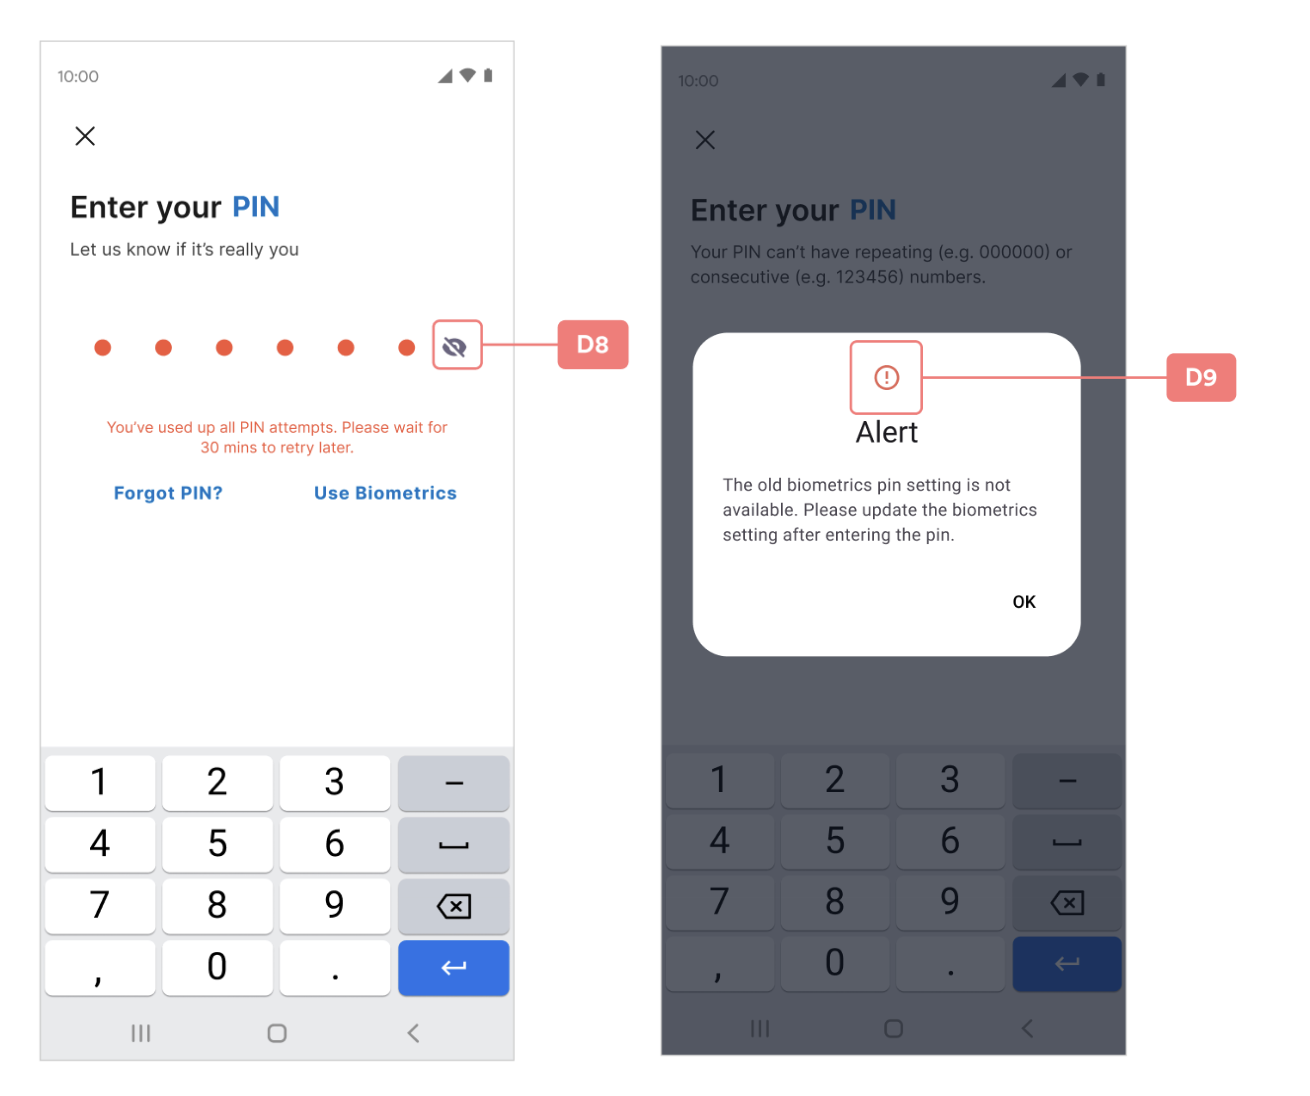 10:00
Enter your PIN
Let us know if it's really you
D8
You've used up all PIN attempts. Please wait for
30 mins to retry later.
Forgot PIN?
Use Biometrics
1 2 3 –
4 5 6
7 8 9
, 0 .
10:00
Enter your PIN
Your PIN can't have repeating (e.g. 000000) or
consecutive (e.g. 123456) numbers.
D9
Alert
The old biometrics pin setting is not
available. Please update the biometrics
setting after entering the pin.
OK
1 2 3 –
4 5 6
7 8 9
, 0 .